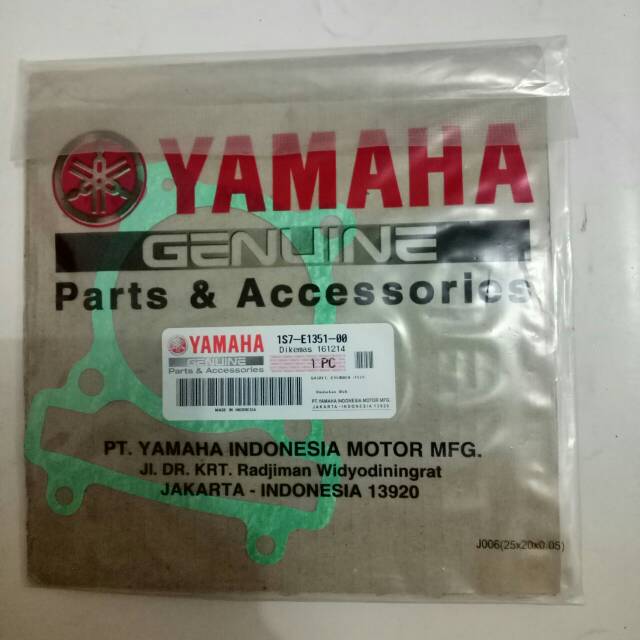 YAMAHA
GENUINE
Parts & Accessories
YAMAHA
GENUINE
Parts & Accessories
MADE IN INDONESIA
1S7-E1351-00
Dikemas 161214
1 PC
GASKET, CYLINDER
PT. YAMAHA INDONESIA MOTOR MFG.
JAKARTA-INDONESIA 13920
PT. YAMAHA INDONESIA MOTOR MFG.
Jl. DR. KRT. Radjiman Widyodiningrat
JAKARTA - INDONESIA 13920
J006(25x20x0.05)